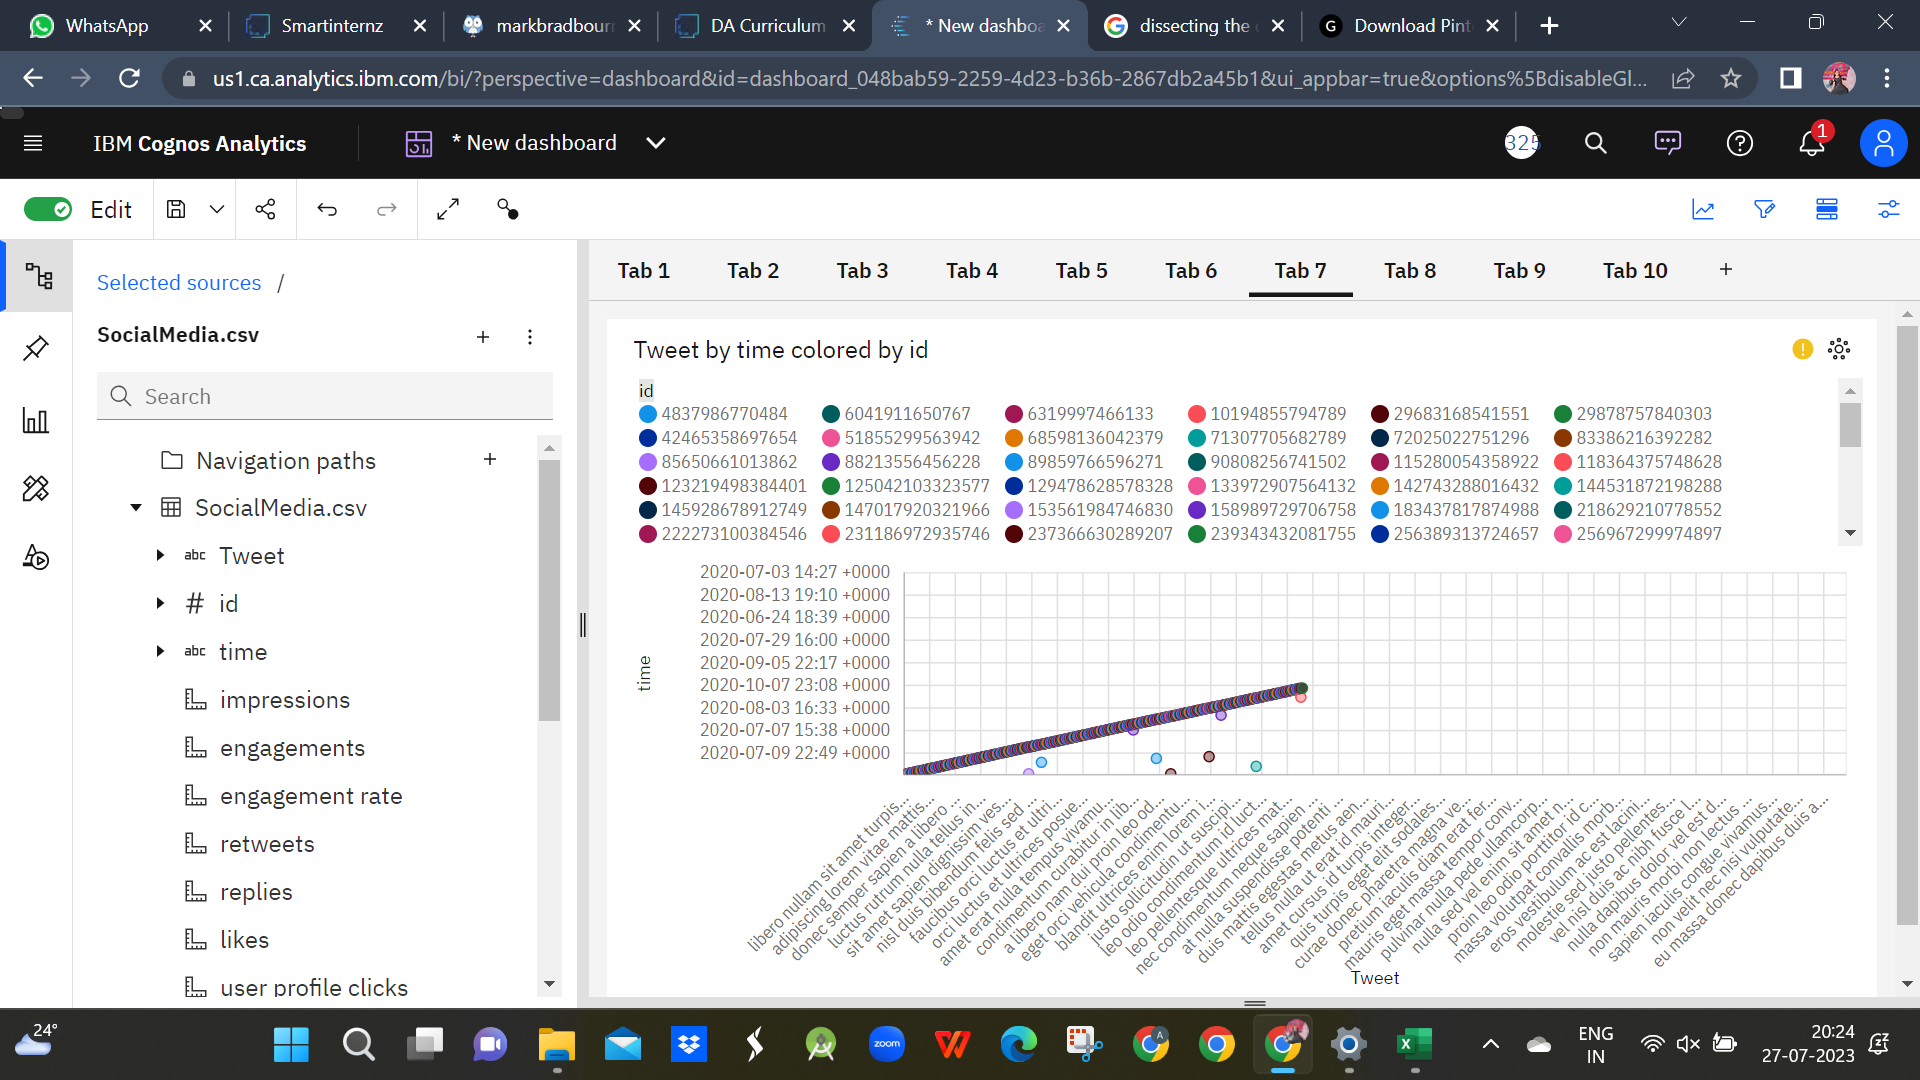 WhatsApp
Smartinternz
markbradbourn
DA Curriculum
* New dashboa
dissecting the
Download Pint
us1.ca.analytics.ibm.com/bi/?perspective=dashboard&id=dashboard_048bab59-2259-4d23-b36b-2867db2a45b1&ui_appbar=true&options%5BdisableGl...
IBM Cognos Analytics
* New dashboard
325
1
Edit
Selected sources /
SocialMedia.csv
Search
Navigation paths
SocialMedia.csv
abc Tweet
# id
abc time
impressions
engagements
engagement rate
retweets
replies
likes
user profile clicks
Tab 1 Tab 2 Tab 3 Tab 4 Tab 5 Tab 6 Tab 7 Tab 8 Tab 9 Tab 10 +
Tweet by time colored by id
id
4837986770484 6041911650767 6319997466133 10194855794789 29683168541551 29878757840303
42465358697654 51855299563942 68598136042379 71307705682789 72025022751296 83386216392282
85650661013862 88213556456228 89859766596271 90808256741502 115280054358922 118364375748628
123219498384401 125042103323577 129478628578328 133972907564132 142743288016432 144531872198288
145928678912749 147017920321966 153561984746830 158989729706758 183437817874988 218629210778552
222273100384546 231186972935746 237366630289207 239343432081755 256389313724657 256967299974897
2020-07-03 14:27 +0000
2020-08-13 19:10 +0000
2020-06-24 18:39 +0000
2020-07-29 16:00 +0000
2020-09-05 22:17 +0000
2020-10-07 23:08 +0000
2020-08-03 16:33 +0000
2020-07-07 15:38 +0000
2020-07-09 22:49 +0000
time
libero nullam sit amet turpis...
adipiscing lorem vitae mattis...
donec semper sapien a libero ...
luctus rutrum nulla tellus in...
sit amet sapien dignissim ves...
nisl duis bibendum felis sed ...
faucibus orci luctus et ultri...
orci luctus et ultrices posue...
amet erat nulla tempus vivamu...
condimentum curabitur in lib...
a libero nam dui proin leo od...
eget orci vehicula condimentu...
blandit ultrices enim lorem i...
justo sollicitudin ut suscipi...
leo odio condimentum id luct...
leo pellentesque ultrices mat...
nec condimentum neque sapien ...
at nulla suspendisse potenti ...
duis mattis egestas metus aen...
tellus nulla ut erat id mauri...
amet cursus id turpis integer...
quis turpis eget elit sodales...
curae donec pharetra magna ve...
pretium iaculis diam erat fer...
mauris eget massa tempor conv...
pulvinar nulla pede ullamcorp...
nulla sed vel enim sit amet n...
proin leo odio porttitor id c...
massa volutpat convallis morb...
eros vestibulum ac est lacini...
molestie sed justo pellentes...
vel nisl duis ac nibh fusce l...
nulla dapibus dolor vel est d...
non mauris morbi non lectus ...
sapien iaculis congue vivamus...
non velit nec nisi vulputate...
eu massa donec dapibus duis a...
Tweet
24°
zoom
ENG
IN
20:24
27-07-2023